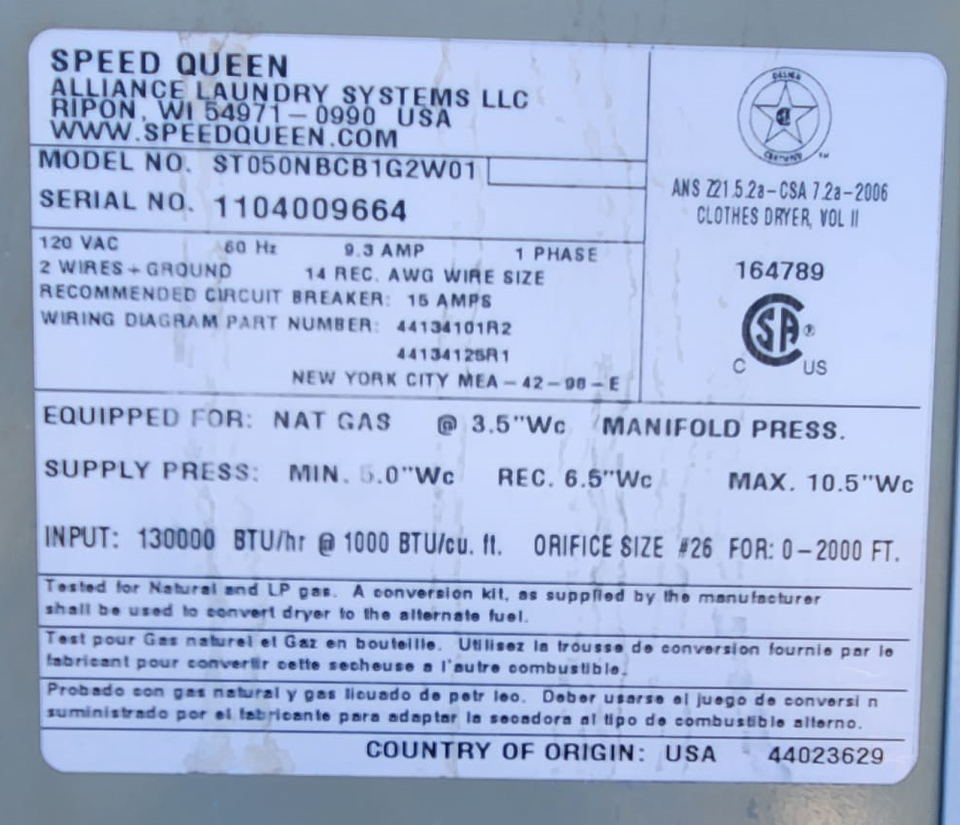 SPEED QUEEN
ALLIANCE LAUNDRY SYSTEMS LLC
RIPON, WI 54971-0990 USA
WWW.SPEEDQUEEN.COM
MODEL NO. ST050NBCB1G2W01
SERIAL NO. 1104009664
DESIGN
CERTIFIED
TM
ANS Z21.5.2a-CSA 7.2a-2006
CLOTHES DRYER, VOL II
164789
CSA®
C US
120 VAC 60 Hz 9.3 AMP 1 PHASE
2 WIRES + GROUND 14 REC. AWG WIRE SIZE
RECOMMENDED CIRCUIT BREAKER: 15 AMPS
WIRING DIAGRAM PART NUMBER: 44134101R2
44134125R1
NEW YORK CITY MEA-42-98-E
EQUIPPED FOR: NAT GAS @ 3.5"Wc MANIFOLD PRESS.
SUPPLY PRESS: MIN. 5.0"Wc REC. 6.5"Wc MAX. 10.5"Wc
INPUT: 130000 BTU/hr @ 1000 BTU/cu. ft. ORIFICE SIZE #26 FOR: 0-2000 FT.
Tested for Natural and LP gas. A conversion kit, as supplied by the manufacturer
shall be used to convert dryer to the alternate fuel.
Test pour Gas naturel et Gaz en bouteille. Utilisez la trousse de conversion fournie par le
fabricant pour convertir cette secheuse a l'autre combustible.
Probado con gas natural y gas licuado de petr leo. Deber usarse el juego de conversi n
suministrado por el fabricante para adaptar la secadora al tipo de combustible alterno.
COUNTRY OF ORIGIN: USA 44023629